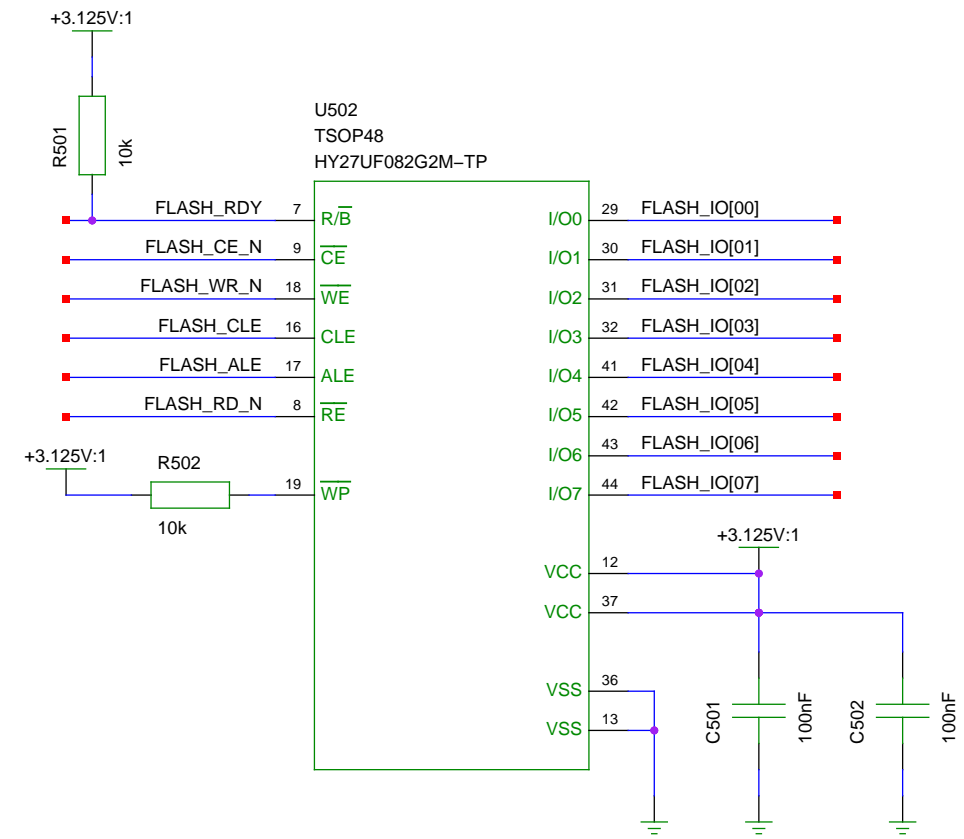 +3.125V:1
R501
10k
U502
TSOP48
HY27UF082G2M–TP
FLASH_RDY 7 R/B I/O0 29 FLASH_IO[00]
FLASH_CE_N 9 CE I/O1 30 FLASH_IO[01]
FLASH_WR_N 18 WE I/O2 31 FLASH_IO[02]
FLASH_CLE 16 CLE I/O3 32 FLASH_IO[03]
FLASH_ALE 17 ALE I/O4 41 FLASH_IO[04]
FLASH_RD_N 8 RE I/O5 42 FLASH_IO[05]
I/O6 43 FLASH_IO[06]
+3.125V:1
R502
10k
19 WP I/O7 44 FLASH_IO[07]
+3.125V:1
VCC 12
VCC 37
VSS 36
VSS 13
C501
100nF
C502
100nF